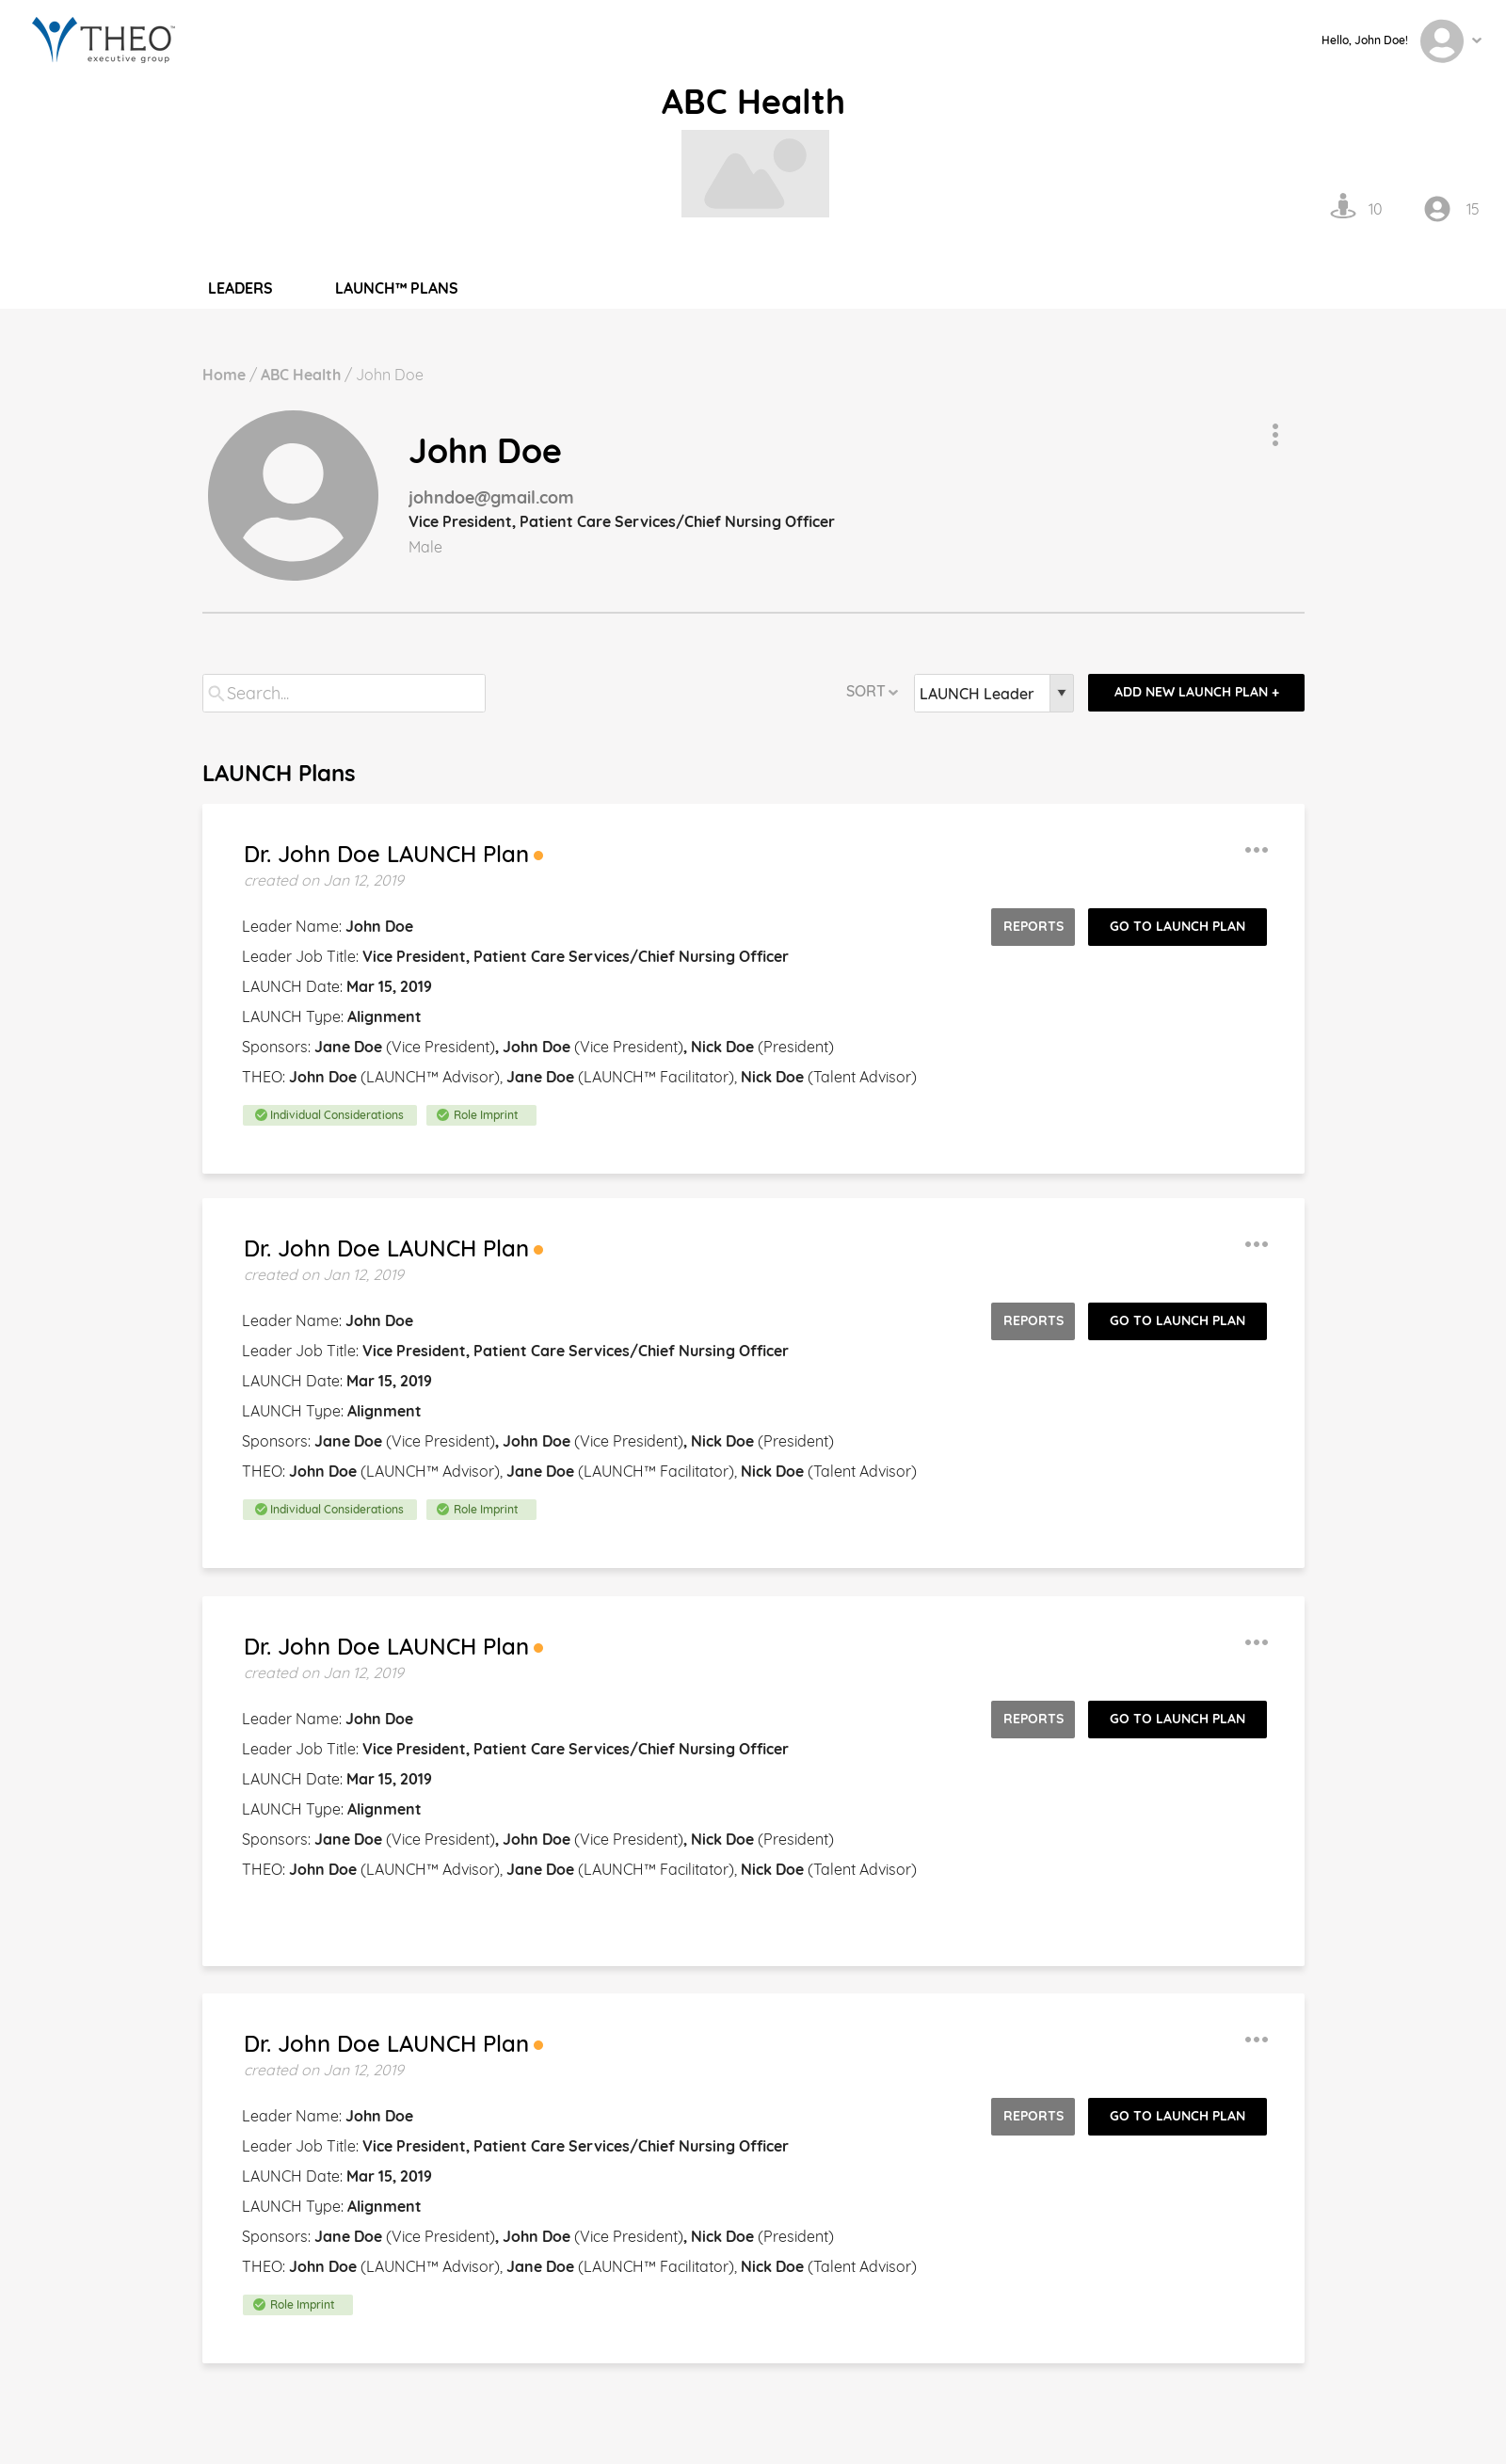 THEO™
executive group
Hello, John Doe!
ABC Health
10 15
LEADERS LAUNCH™ PLANS
Home / ABC Health / John Doe
John Doe
johndoe@gmail.com
Vice President, Patient Care Services/Chief Nursing Officer
Male
Search... SORT LAUNCH Leader ADD NEW LAUNCH PLAN +
LAUNCH Plans
Dr. John Doe LAUNCH Plan
created on Jan 12, 2019
Leader Name: John Doe REPORTS GO TO LAUNCH PLAN
Leader Job Title: Vice President, Patient Care Services/Chief Nursing Officer
LAUNCH Date: Mar 15, 2019
LAUNCH Type: Alignment
Sponsors: Jane Doe (Vice President), John Doe (Vice President), Nick Doe (President)
THEO: John Doe (LAUNCH™ Advisor), Jane Doe (LAUNCH™ Facilitator), Nick Doe (Talent Advisor)
Individual Considerations Role Imprint
Dr. John Doe LAUNCH Plan
created on Jan 12, 2019
Leader Name: John Doe REPORTS GO TO LAUNCH PLAN
Leader Job Title: Vice President, Patient Care Services/Chief Nursing Officer
LAUNCH Date: Mar 15, 2019
LAUNCH Type: Alignment
Sponsors: Jane Doe (Vice President), John Doe (Vice President), Nick Doe (President)
THEO: John Doe (LAUNCH™ Advisor), Jane Doe (LAUNCH™ Facilitator), Nick Doe (Talent Advisor)
Individual Considerations Role Imprint
Dr. John Doe LAUNCH Plan
created on Jan 12, 2019
Leader Name: John Doe REPORTS GO TO LAUNCH PLAN
Leader Job Title: Vice President, Patient Care Services/Chief Nursing Officer
LAUNCH Date: Mar 15, 2019
LAUNCH Type: Alignment
Sponsors: Jane Doe (Vice President), John Doe (Vice President), Nick Doe (President)
THEO: John Doe (LAUNCH™ Advisor), Jane Doe (LAUNCH™ Facilitator), Nick Doe (Talent Advisor)
Dr. John Doe LAUNCH Plan
created on Jan 12, 2019
Leader Name: John Doe REPORTS GO TO LAUNCH PLAN
Leader Job Title: Vice President, Patient Care Services/Chief Nursing Officer
LAUNCH Date: Mar 15, 2019
LAUNCH Type: Alignment
Sponsors: Jane Doe (Vice President), John Doe (Vice President), Nick Doe (President)
THEO: John Doe (LAUNCH™ Advisor), Jane Doe (LAUNCH™ Facilitator), Nick Doe (Talent Advisor)
Role Imprint